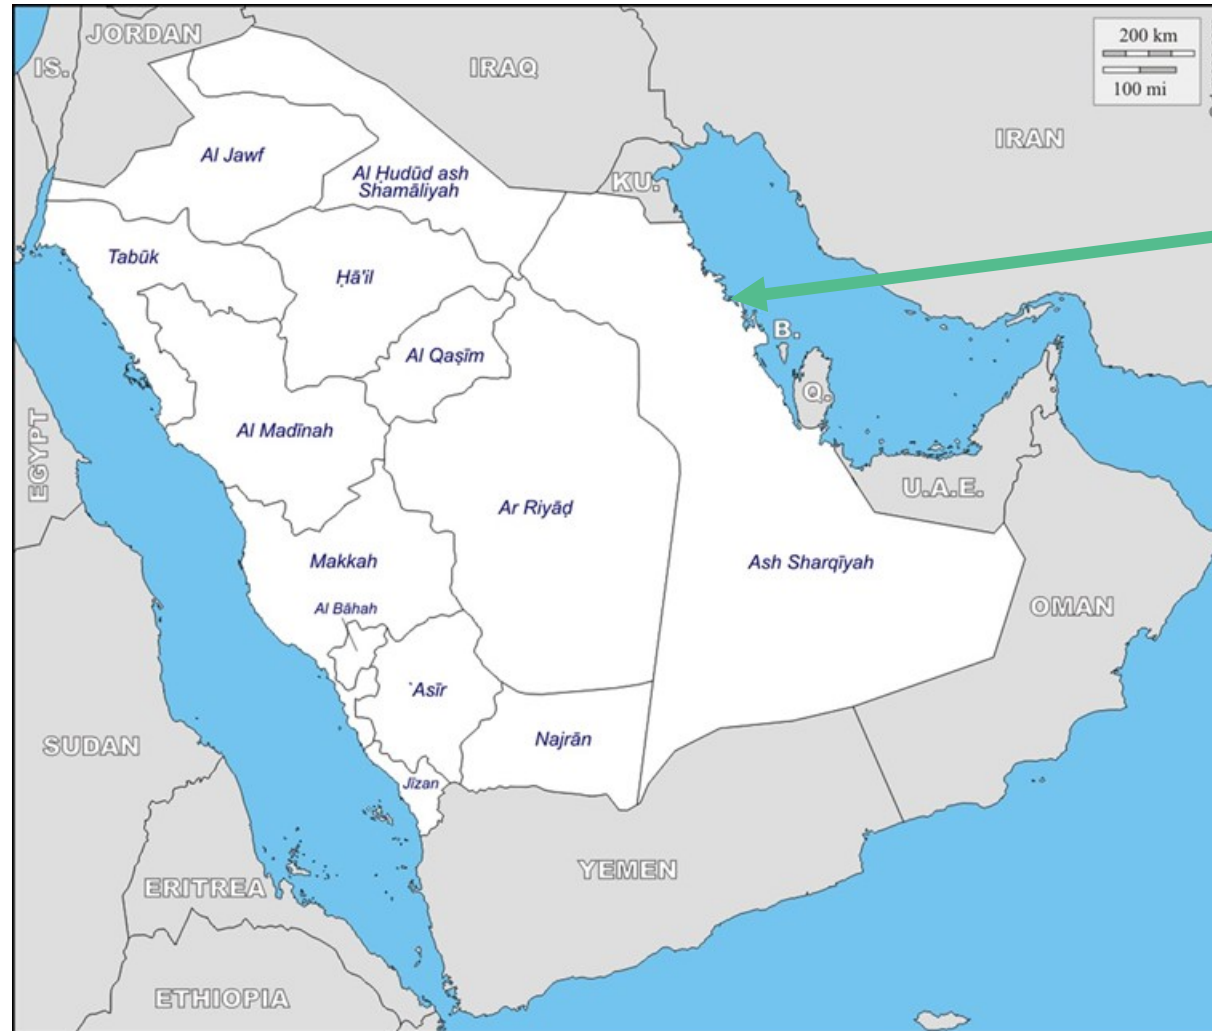 JORDAN
200 km
IS.
IRAQ
100 mi
IRAN
Al Jawf
Al Ḥudūd ash
Shamāliyah
KU.
Tabūk
Ḥā'il
B.
Al Qaṣīm
Q.
EGYPT
Al Madīnah
U.A.E.
Ar Riyāḍ
Makkah
Ash Sharqīyah
Al Bāhah
OMAN
`Asīr
SUDAN
Najrān
Jīzan
YEMEN
ERITREA
ETHIOPIA